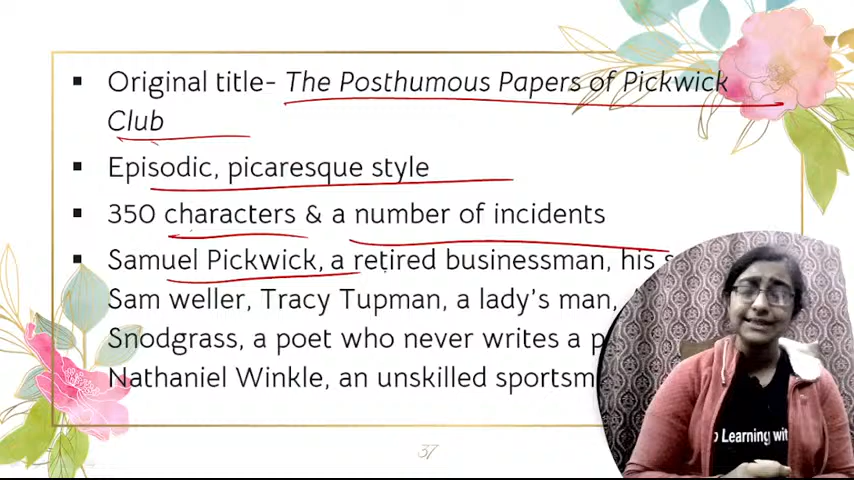 Original title- The Posthumous Papers of Pickwick
Club
Episodic, picaresque style
350 characters & a number of incidents
Samuel Pickwick, a retired businessman, his
Sam weller, Tracy Tupman, a lady's man,
Snodgrass, a poet who never writes a
Nathaniel Winkle, an unskilled
Learning
37